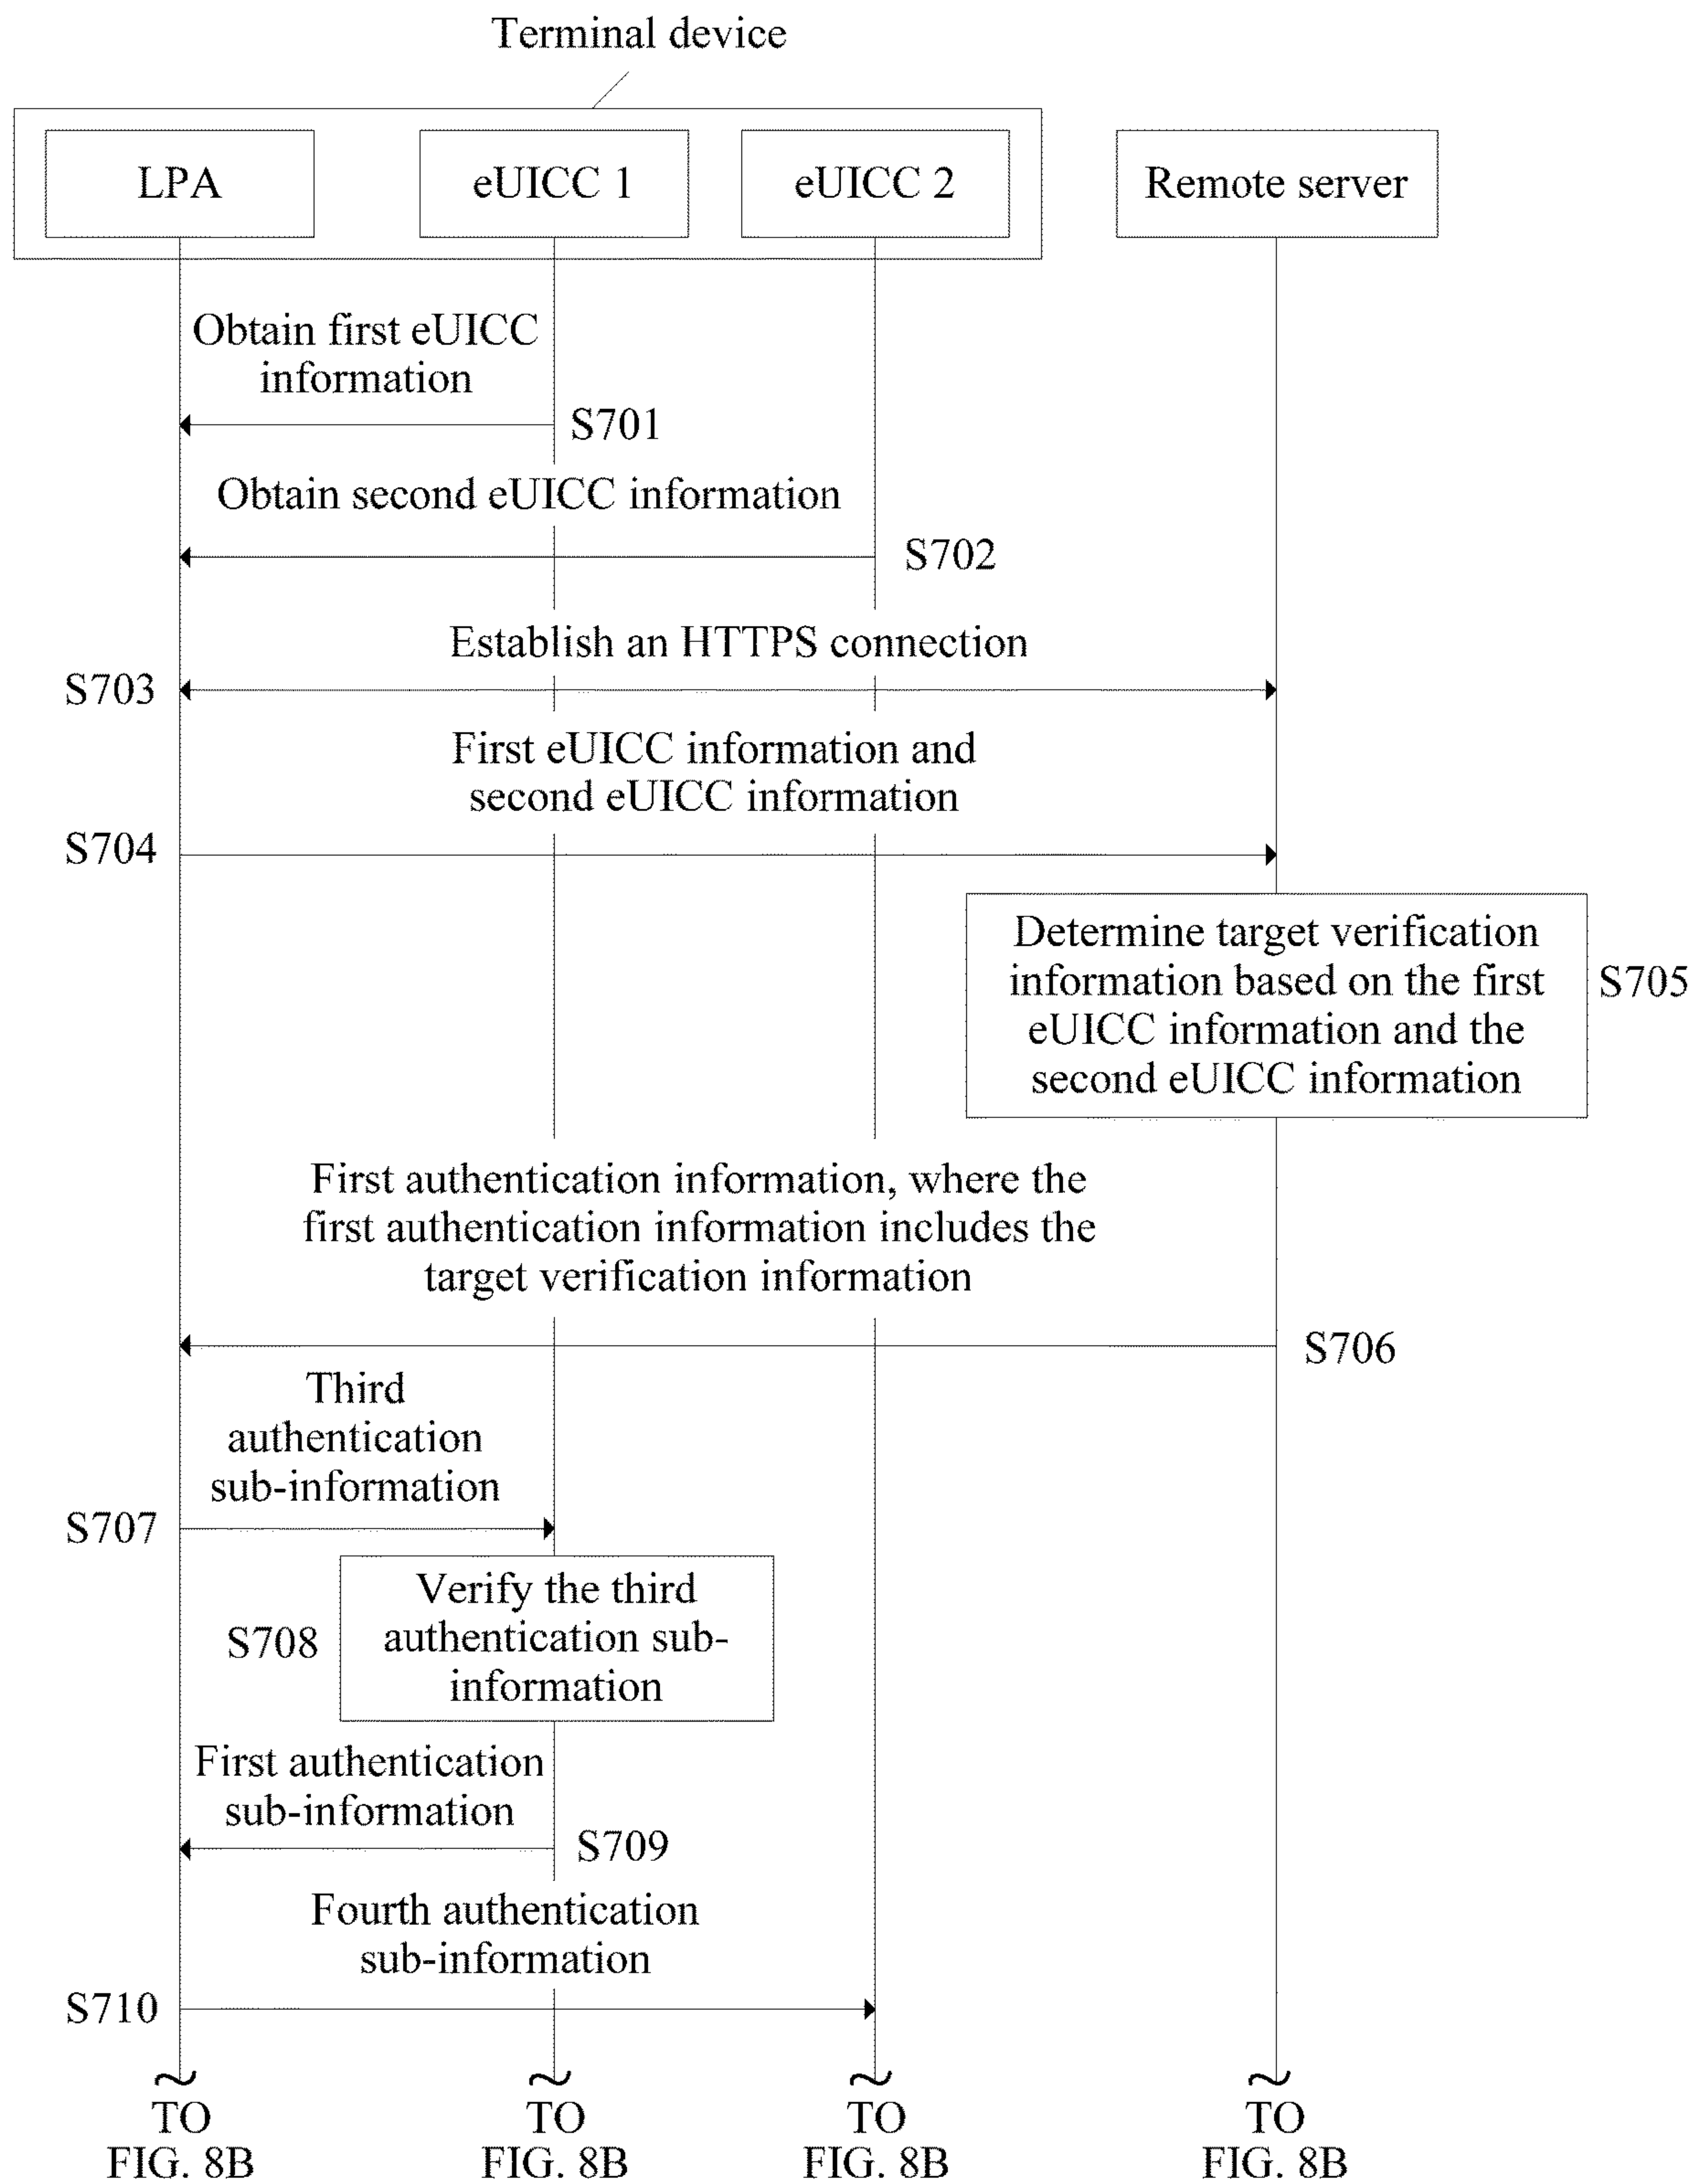 Terminal device
LPA
eUICC 1
eUICC 2
Remote server
Obtain first eUICC
information
S701
Obtain second eUICC information
S702
Establish an HTTPS connection
S703
First eUICC information and
second eUICC information
S704
Determine target verification
information based on the first
eUICC information and the
second eUICC information
S705
First authentication information, where the
first authentication information includes the
target verification information
S706
Third
authentication
sub-information
S707
Verify the third
authentication sub-
information
S708
First authentication
sub-information
S709
Fourth authentication
sub-information
S710
TO
FIG. 8B
TO
FIG. 8B
TO
FIG. 8B
TO
FIG. 8B